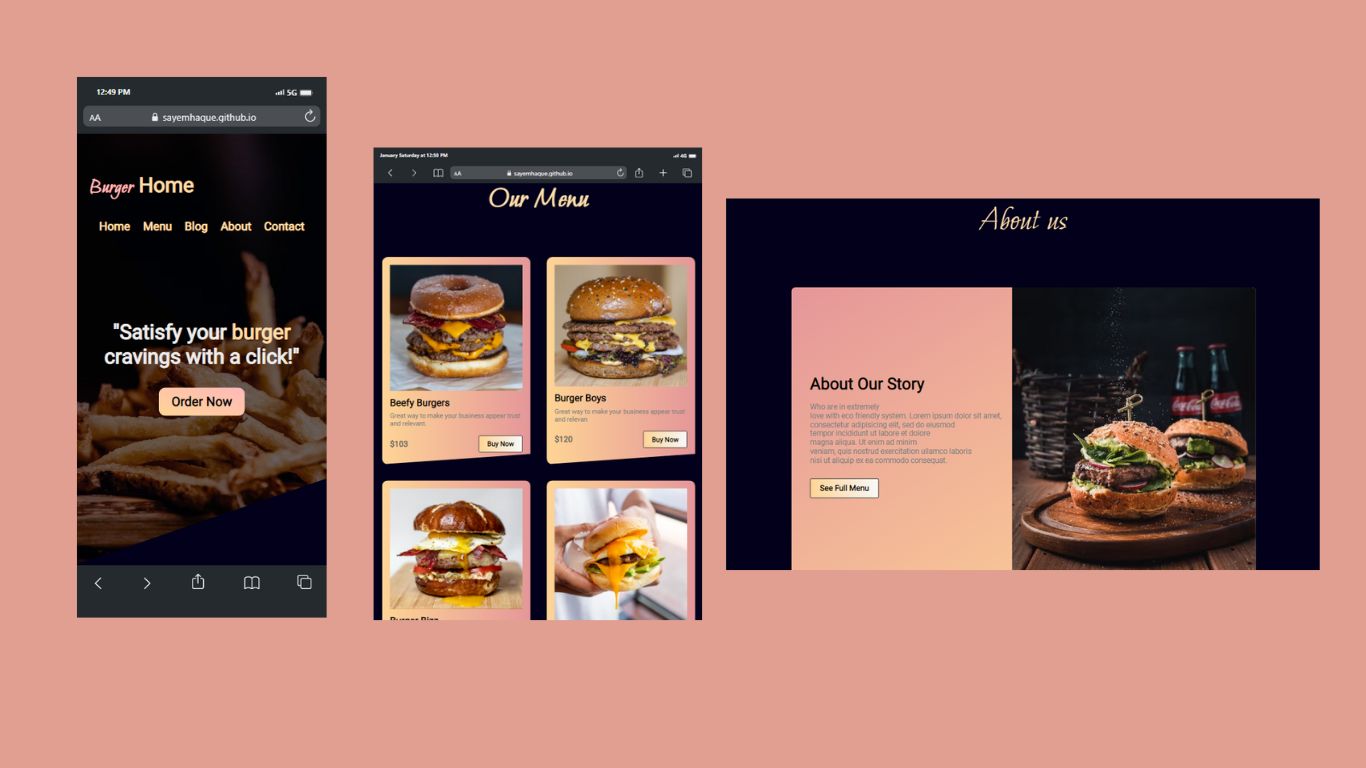 12:49 PM
5G
AA
sayemhaque.github.io
Burger Home
Home Menu Blog About Contact
"Satisfy your burger
cravings with a click!"
Order Now
January Saturday at 12:50 PM
4G
AA
sayemhaque.github.io
Our Menu
Beefy Burgers
Great way to make your business appear trust
and relevant.
$103
Buy Now
Burger Boys
Great way to make your business appear trust
and relevan.
$120
Buy Now
About us
About Our Story
Who are in extremely
love with eco friendly system. Lorem ipsum dolor sit amet,
consectetur adipisicing elit, sed do eiusmod
tempor incididunt ut labore et dolore
magna aliqua. Ut enim ad minim
veniam, quis nostrud exercitation ullamco laboris
nisi ut aliquip ex ea commodo consequat.
See Full Menu